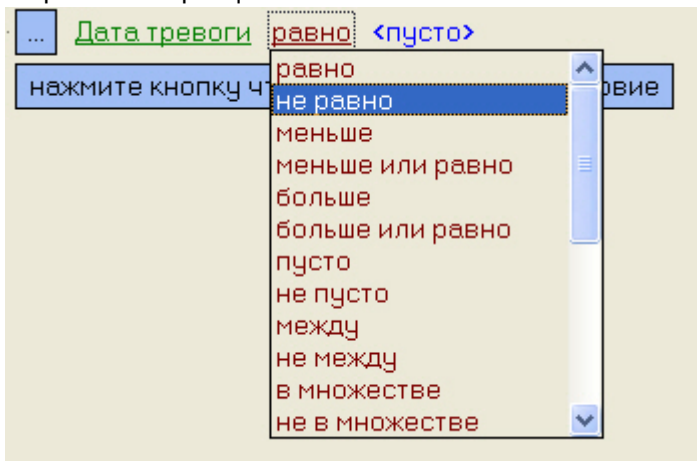 ... Дата тревоги равно <пусто>
равно
нажмите кнопку чт
не равно
меньше
меньше или равно
больше
больше или равно
пусто
не пусто
между
не между
в множестве
не в множестве